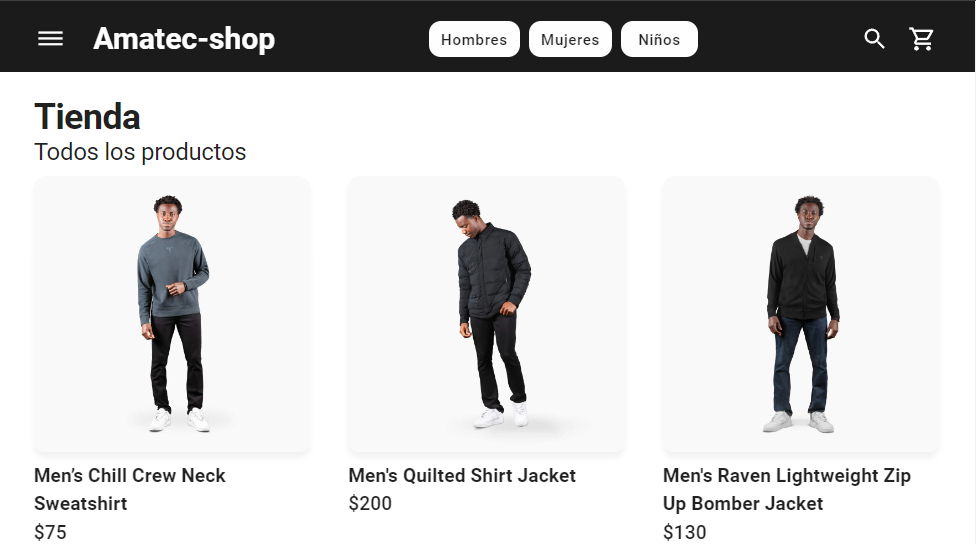 Amatec-shop
Hombres
Mujeres
Niños
Tienda
Todos los productos
Men’s Chill Crew Neck
Sweatshirt
$75
Men's Quilted Shirt Jacket
$200
Men's Raven Lightweight Zip
Up Bomber Jacket
$130